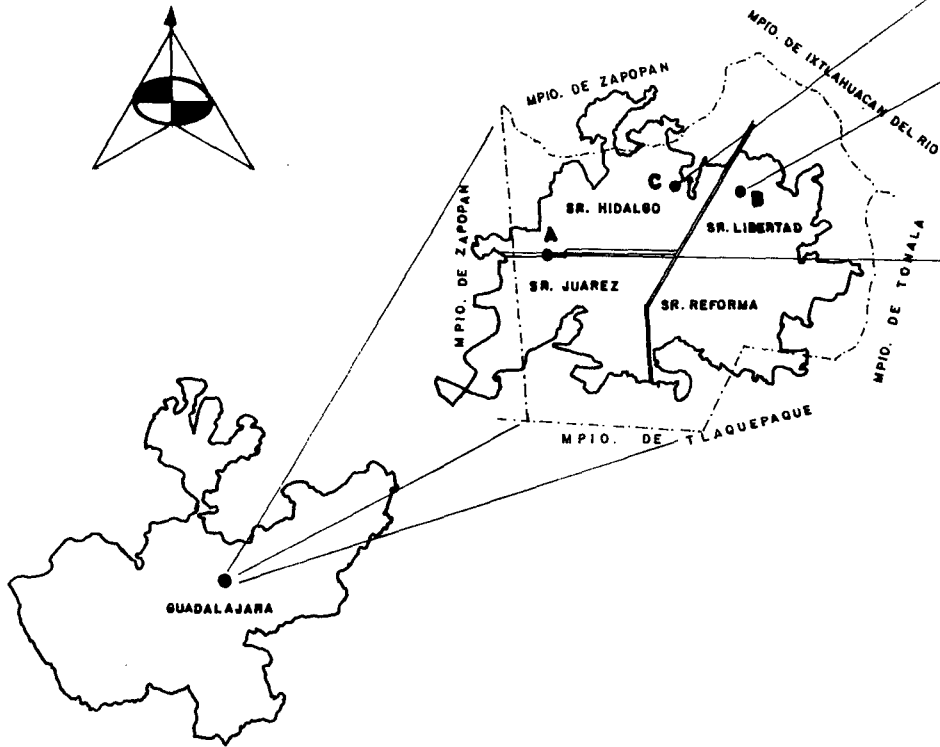 MPIO. DE ZAPOPAN
MPIO. DE IXTLAHUACAN DEL RIO
C
B
SR. HIDALGO
SR. LIBERTAD
A
MPIO. DE ZAPOPAN
SR. JUAREZ
SR. REFORMA
MPIO. DE TONALA
MPIO. DE TLAQUEPAQUE
GUADALAJARA